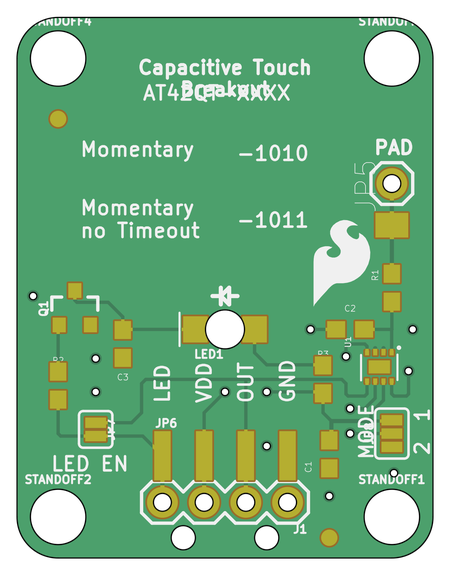 STANDOFF4
STANDOFF3
Capacitive Touch
Breakout
AT42QT-XXXX
Momentary -1010
PAD
JP5
Momentary
no Timeout -1011
R1
Q1
C2
U1
LED1
R2
C3
R3
LED
VDD
OUT
GND
MODE
1
2
JP6
LED EN
C1
STANDOFF2
STANDOFF1
J1